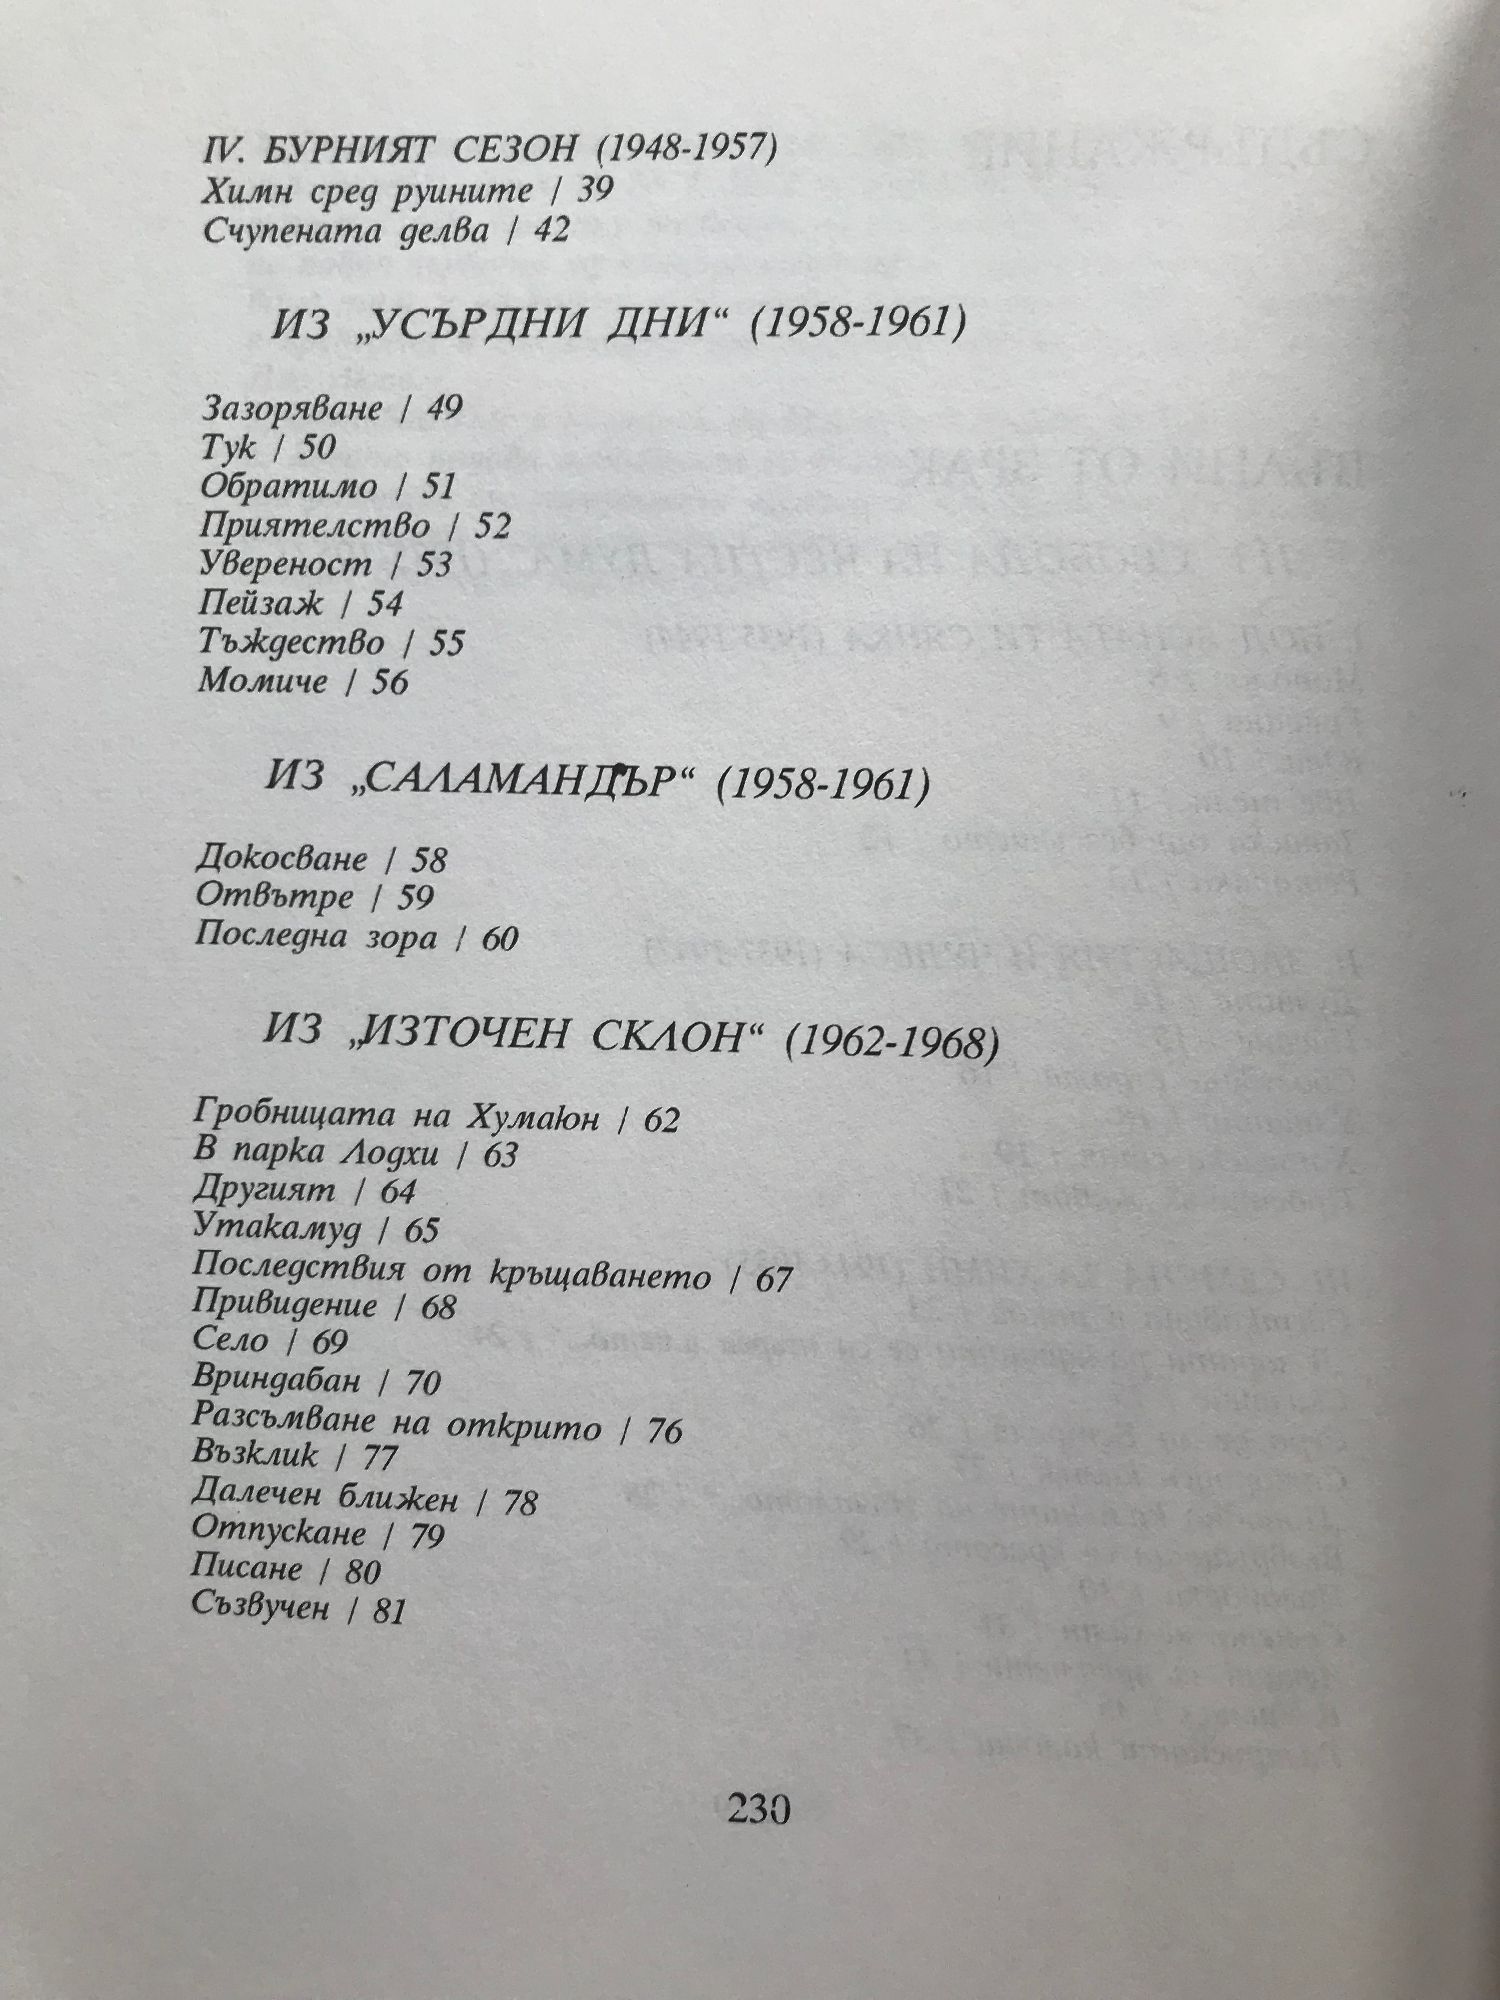 IV. БУРНИЯТ СЕЗОН (1948-1957)
Химн сред руините / 39
Счупената делва / 42
ИЗ „УСЪРДНИ ДНИ“ (1958-1961)
Зазоряване / 49
Тук / 50
Обратимо / 51
Приятелство / 52
Увереност / 53
Пейзаж / 54
Тъждество / 55
Момиче / 56
ИЗ „САЛАМАНДЪР“ (1958-1961)
Докосване / 58
Отвътре / 59
Последна зора / 60
ИЗ „ИЗТОЧЕН СКЛОН“ (1962-1968)
Гробницата на Хумаюн / 62
В парка Лодхи / 63
Другият / 64
Утакамуд / 65
Последствия от кръщаването / 67
Привидение / 68
Село / 69
Вриндабан / 70
Разсъмване на открито / 76
Възклик / 77
Далечен ближен / 78
Отпускане / 79
Писане / 80
Съзвучен / 81
230